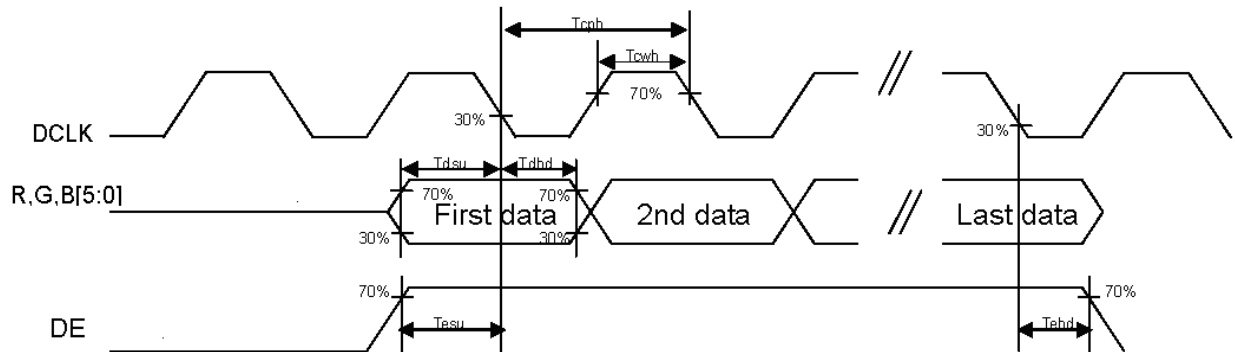 Tcph
Tcwh
70%
30%
30%
DCLK
Tdsu
Tdhd
R,G,B[5:0]
70%
70%
First data
2nd data
Last data
30%
30%
70%
70%
DE
Tesu
Tehd